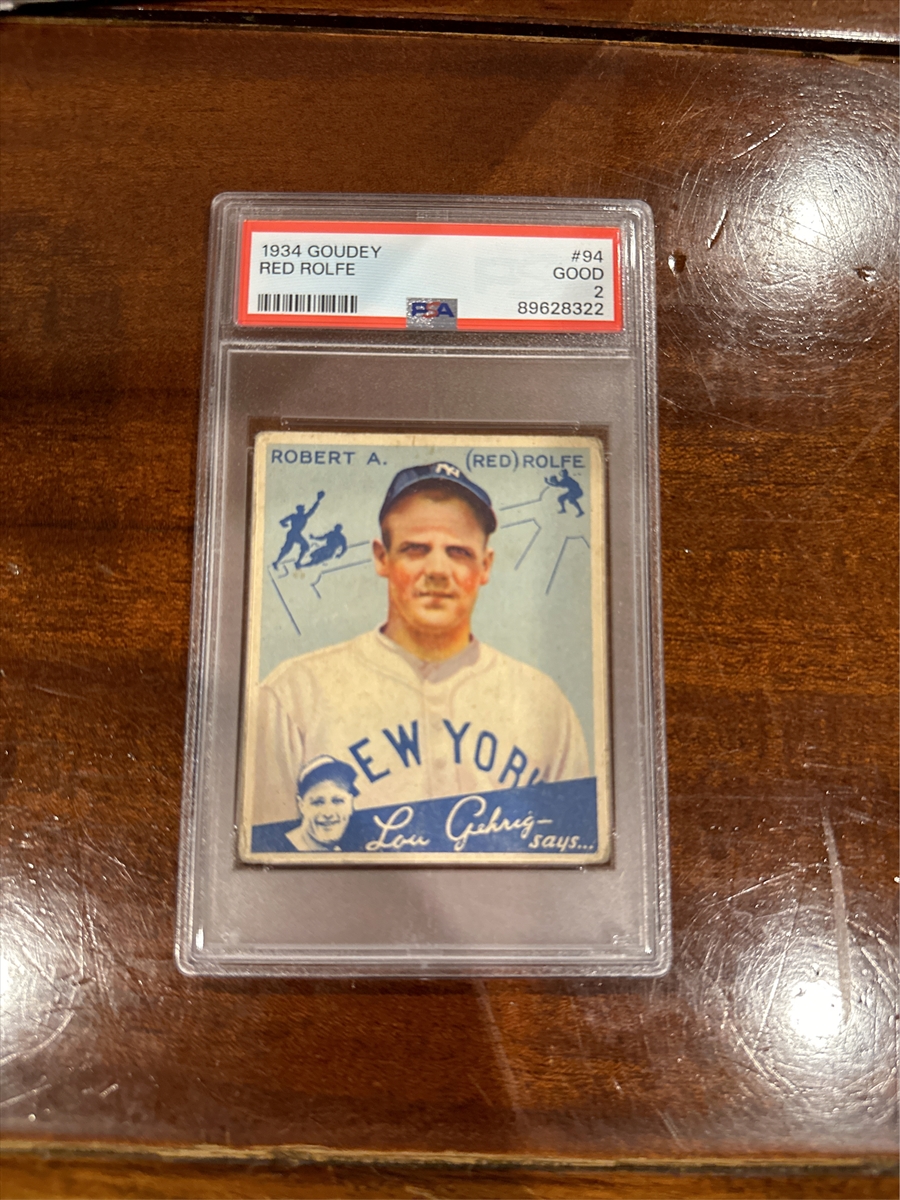 1934 GOUDEY #94
RED ROLFE GOOD
2
PSA 89628322
ROBERT A. (RED) ROLFE
NY
NEW YORK
Lou Gehrig—
says...